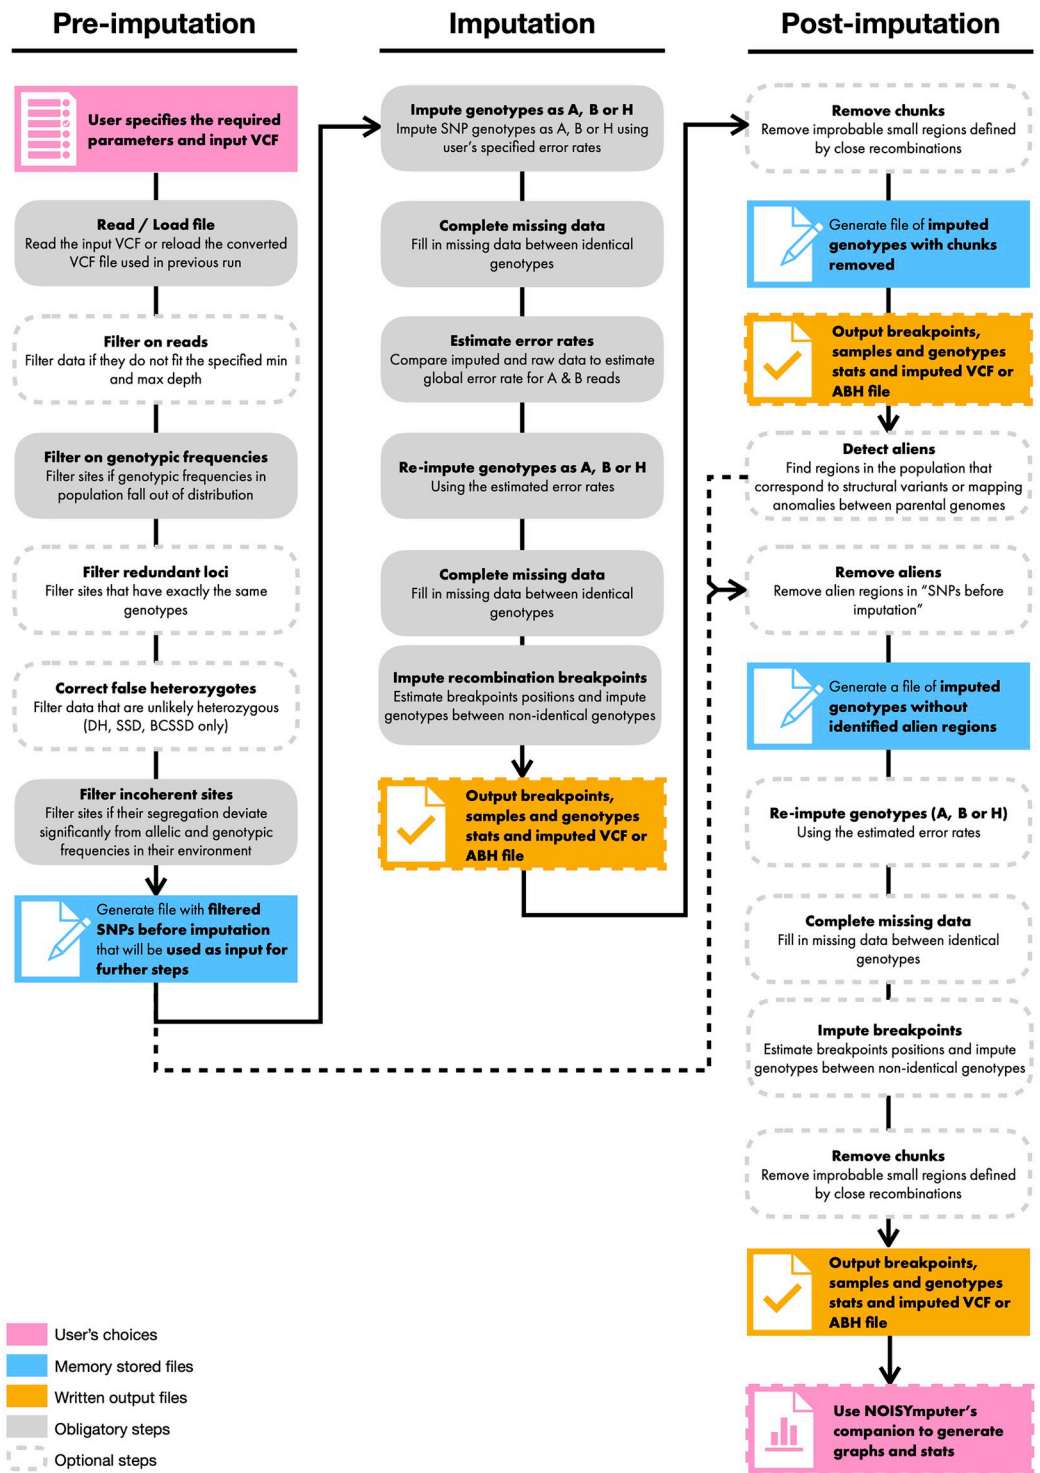 Pre-imputation
User specifies the required
parameters and input VCF
Read / Load file
Read the input VCF or reload the converted
VCF file used in previous run
Filter on reads
Filter data if they do not fit the specified min
and max depth
Filter on genotypic frequencies
Filter sites if genotypic frequencies in
population fall out of distribution
Filter redundant loci
Filter sites that have exactly the same
genotypes
Correct false heterozygotes
Filter data that are unlikely heterozygous
(DH, SSD, BCSSD only)
Filter incoherent sites
Filter sites if their segregation deviate
significantly from allelic and genotypic
frequencies in their environment
Generate file with filtered
SNPs before imputation
that will be used as input for
further steps
Imputation
Impute genotypes as A, B or H
Impute SNP genotypes as A, B or H using
user's specified error rates
Complete missing data
Fill in missing data between identical
genotypes
Estimate error rates
Compare imputed and raw data to estimate
global error rate for A & B reads
Re-impute genotypes as A, B or H
Using the estimated error rates
Complete missing data
Fill in missing data between identical
genotypes
Impute recombination breakpoints
Estimate breakpoints positions and impute
genotypes between non-identical genotypes
Output breakpoints,
samples and genotypes
stats and imputed VCF or
ABH file
Post-imputation
Remove chunks
Remove improbable small regions defined
by close recombinations
Generate file of imputed
genotypes with chunks
removed
Output breakpoints,
samples and genotypes
stats and imputed VCF or
ABH file
Detect aliens
Find regions in the population that
correspond to structural variants or mapping
anomalies between parental genomes
Remove aliens
Remove alien regions in "SNPs before
imputation"
Generate a file of imputed
genotypes without
identified alien regions
Re-impute genotypes (A, B or H)
Using the estimated error rates
Complete missing data
Fill in missing data between identical
genotypes
Impute breakpoints
Estimate breakpoints positions and impute
genotypes between non-identical genotypes
Remove chunks
Remove improbable small regions defined
by close recombinations
Output breakpoints,
samples and genotypes
stats and imputed VCF or
ABH file
Use NOISYmputer's
companion to generate
graphs and stats
User's choices
Memory stored files
Written output files
Obligatory steps
Optional steps